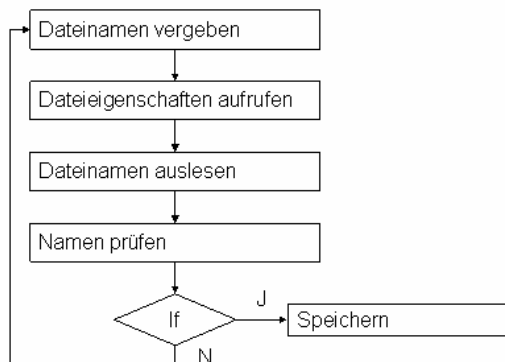 Dateinamen vergeben
Dateieigenschaften aufrufen
Dateinamen auslesen
Namen prüfen
If
J
Speichern
N